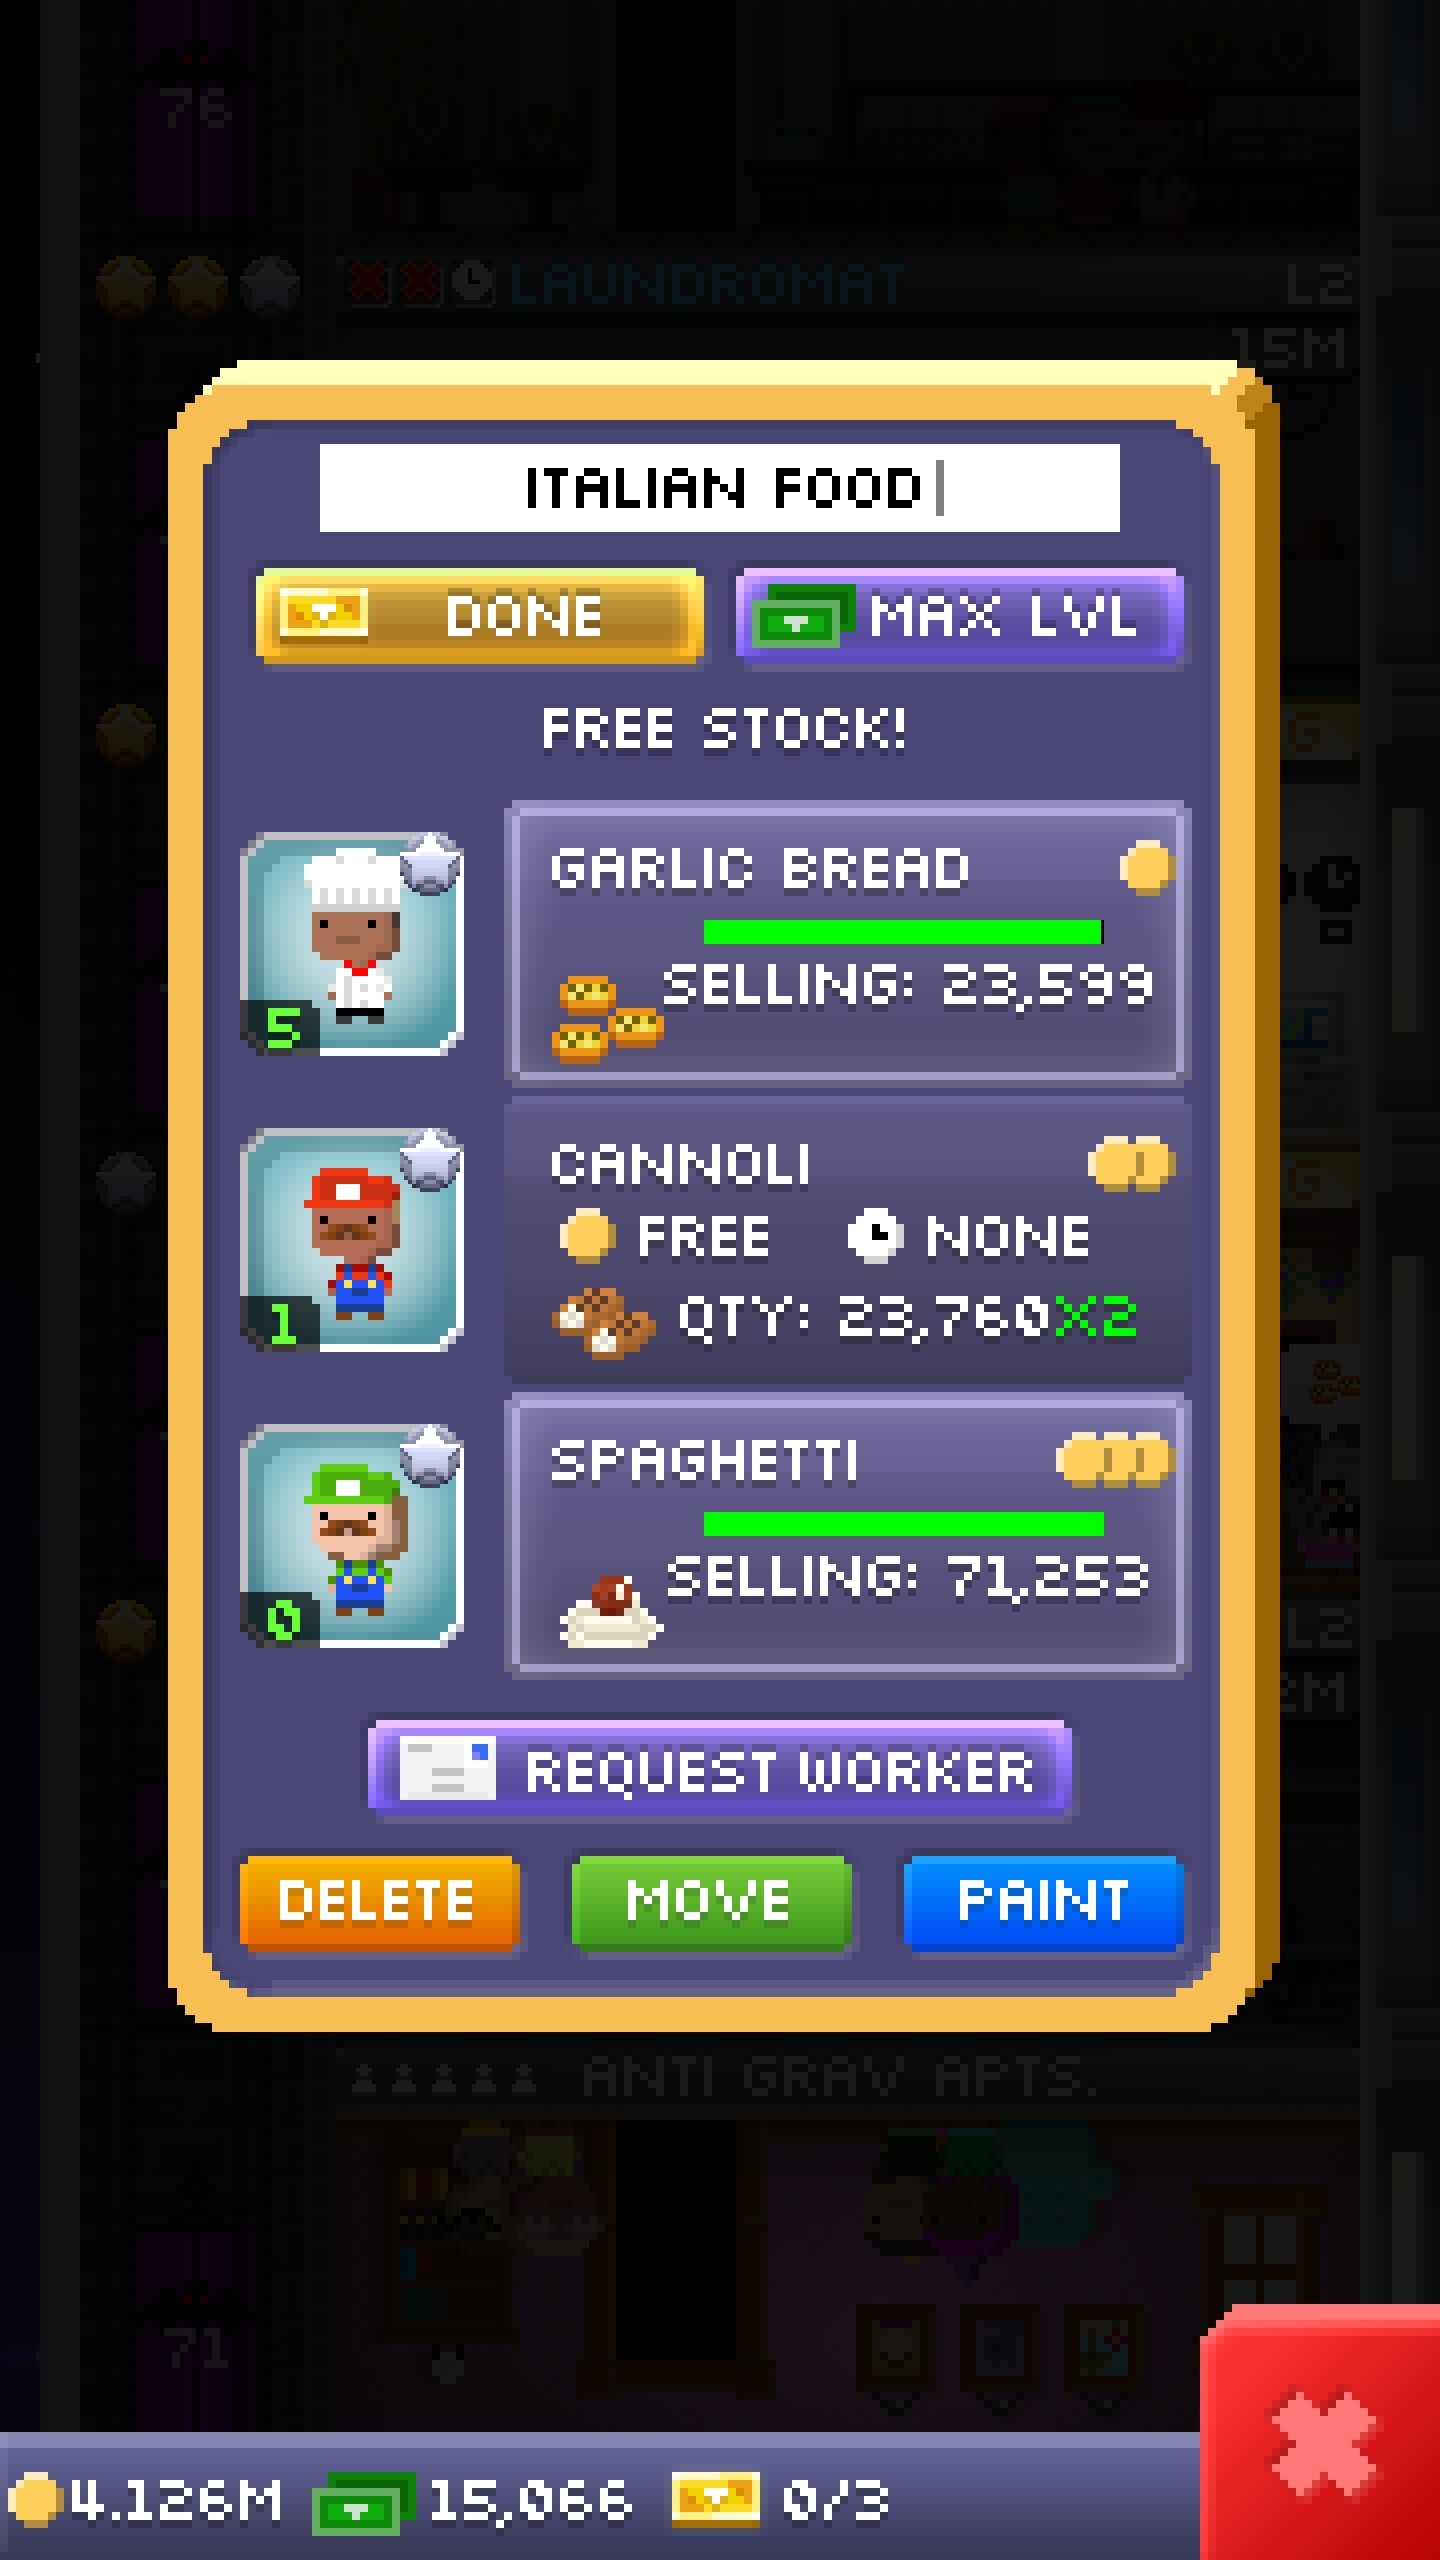 76
LAUNDROMAT L2
15M
ITALIAN FOOD
DONE MAX LVL
FREE STOCK!
GARLIC BREAD
SELLING: 23,599
5
CANNOLI
FREE NONE
QTY: 23,760X2
1
SPAGHETTI
SELLING: 71,253
0
L2
2M
G
G
REQUEST WORKER
DELETE MOVE PAINT
ANTI GRAV APTS.
71
4.126M 15,066 0/3